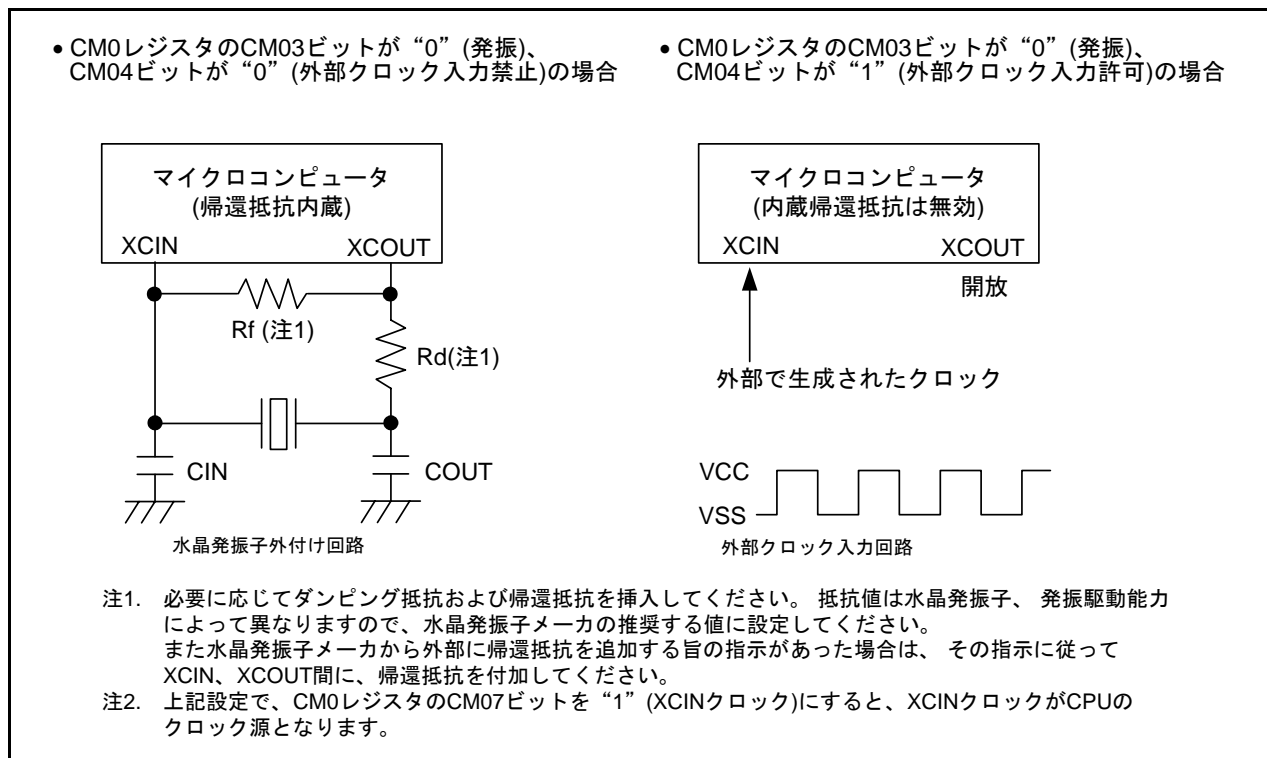 • CM0レジスタのCM03ビットが“0”(発振)、
CM04ビットが“0”(外部クロック入力禁止)の場合
マイクロコンピュータ
(帰還抵抗内蔵)
XCIN XCOUT
Rf (注1)
Rd(注1)
CIN COUT
水晶発振子外付け回路
• CM0レジスタのCM03ビットが“0”(発振)、
CM04ビットが“1”(外部クロック入力許可)の場合
マイクロコンピュータ
(内蔵帰還抵抗は無効)
XCIN XCOUT
開放
外部で生成されたクロック
VCC
VSS
外部クロック入力回路
注1. 必要に応じてダンピング抵抗および帰還抵抗を挿入してください。 抵抗値は水晶発振子、 発振駆動能力
によって異なりますので、水晶発振子メーカの推奨する値に設定してください。
また水晶発振子メーカから外部に帰還抵抗を追加する旨の指示があった場合は、 その指示に従って
XCIN、XCOUT間に、帰還抵抗を付加してください。
注2. 上記設定で、CM0レジスタのCM07ビットを“1”(XCINクロック)にすると、XCINクロックがCPUの
クロック源となります。